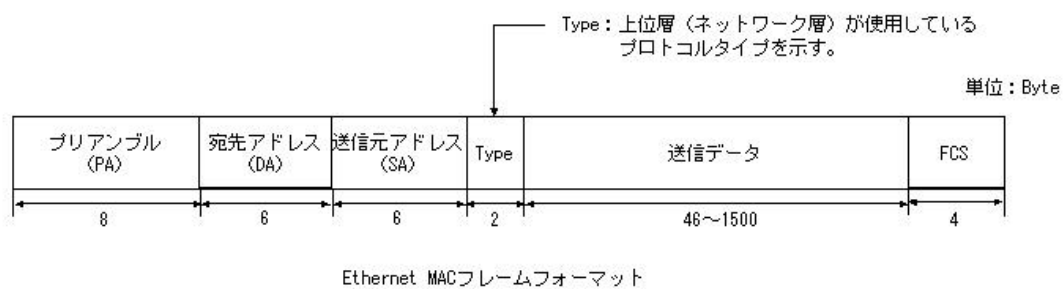 Type：上位層（ネットワーク層）が使用している
プロトコルタイプを示す。
単位：Byte
プリアンブル
（PA）
宛先アドレス
（DA）
送信元アドレス
（SA）
Type
送信データ
FCS
8
6
6
2
46～1500
4
Ethernet MACフレームフォーマット